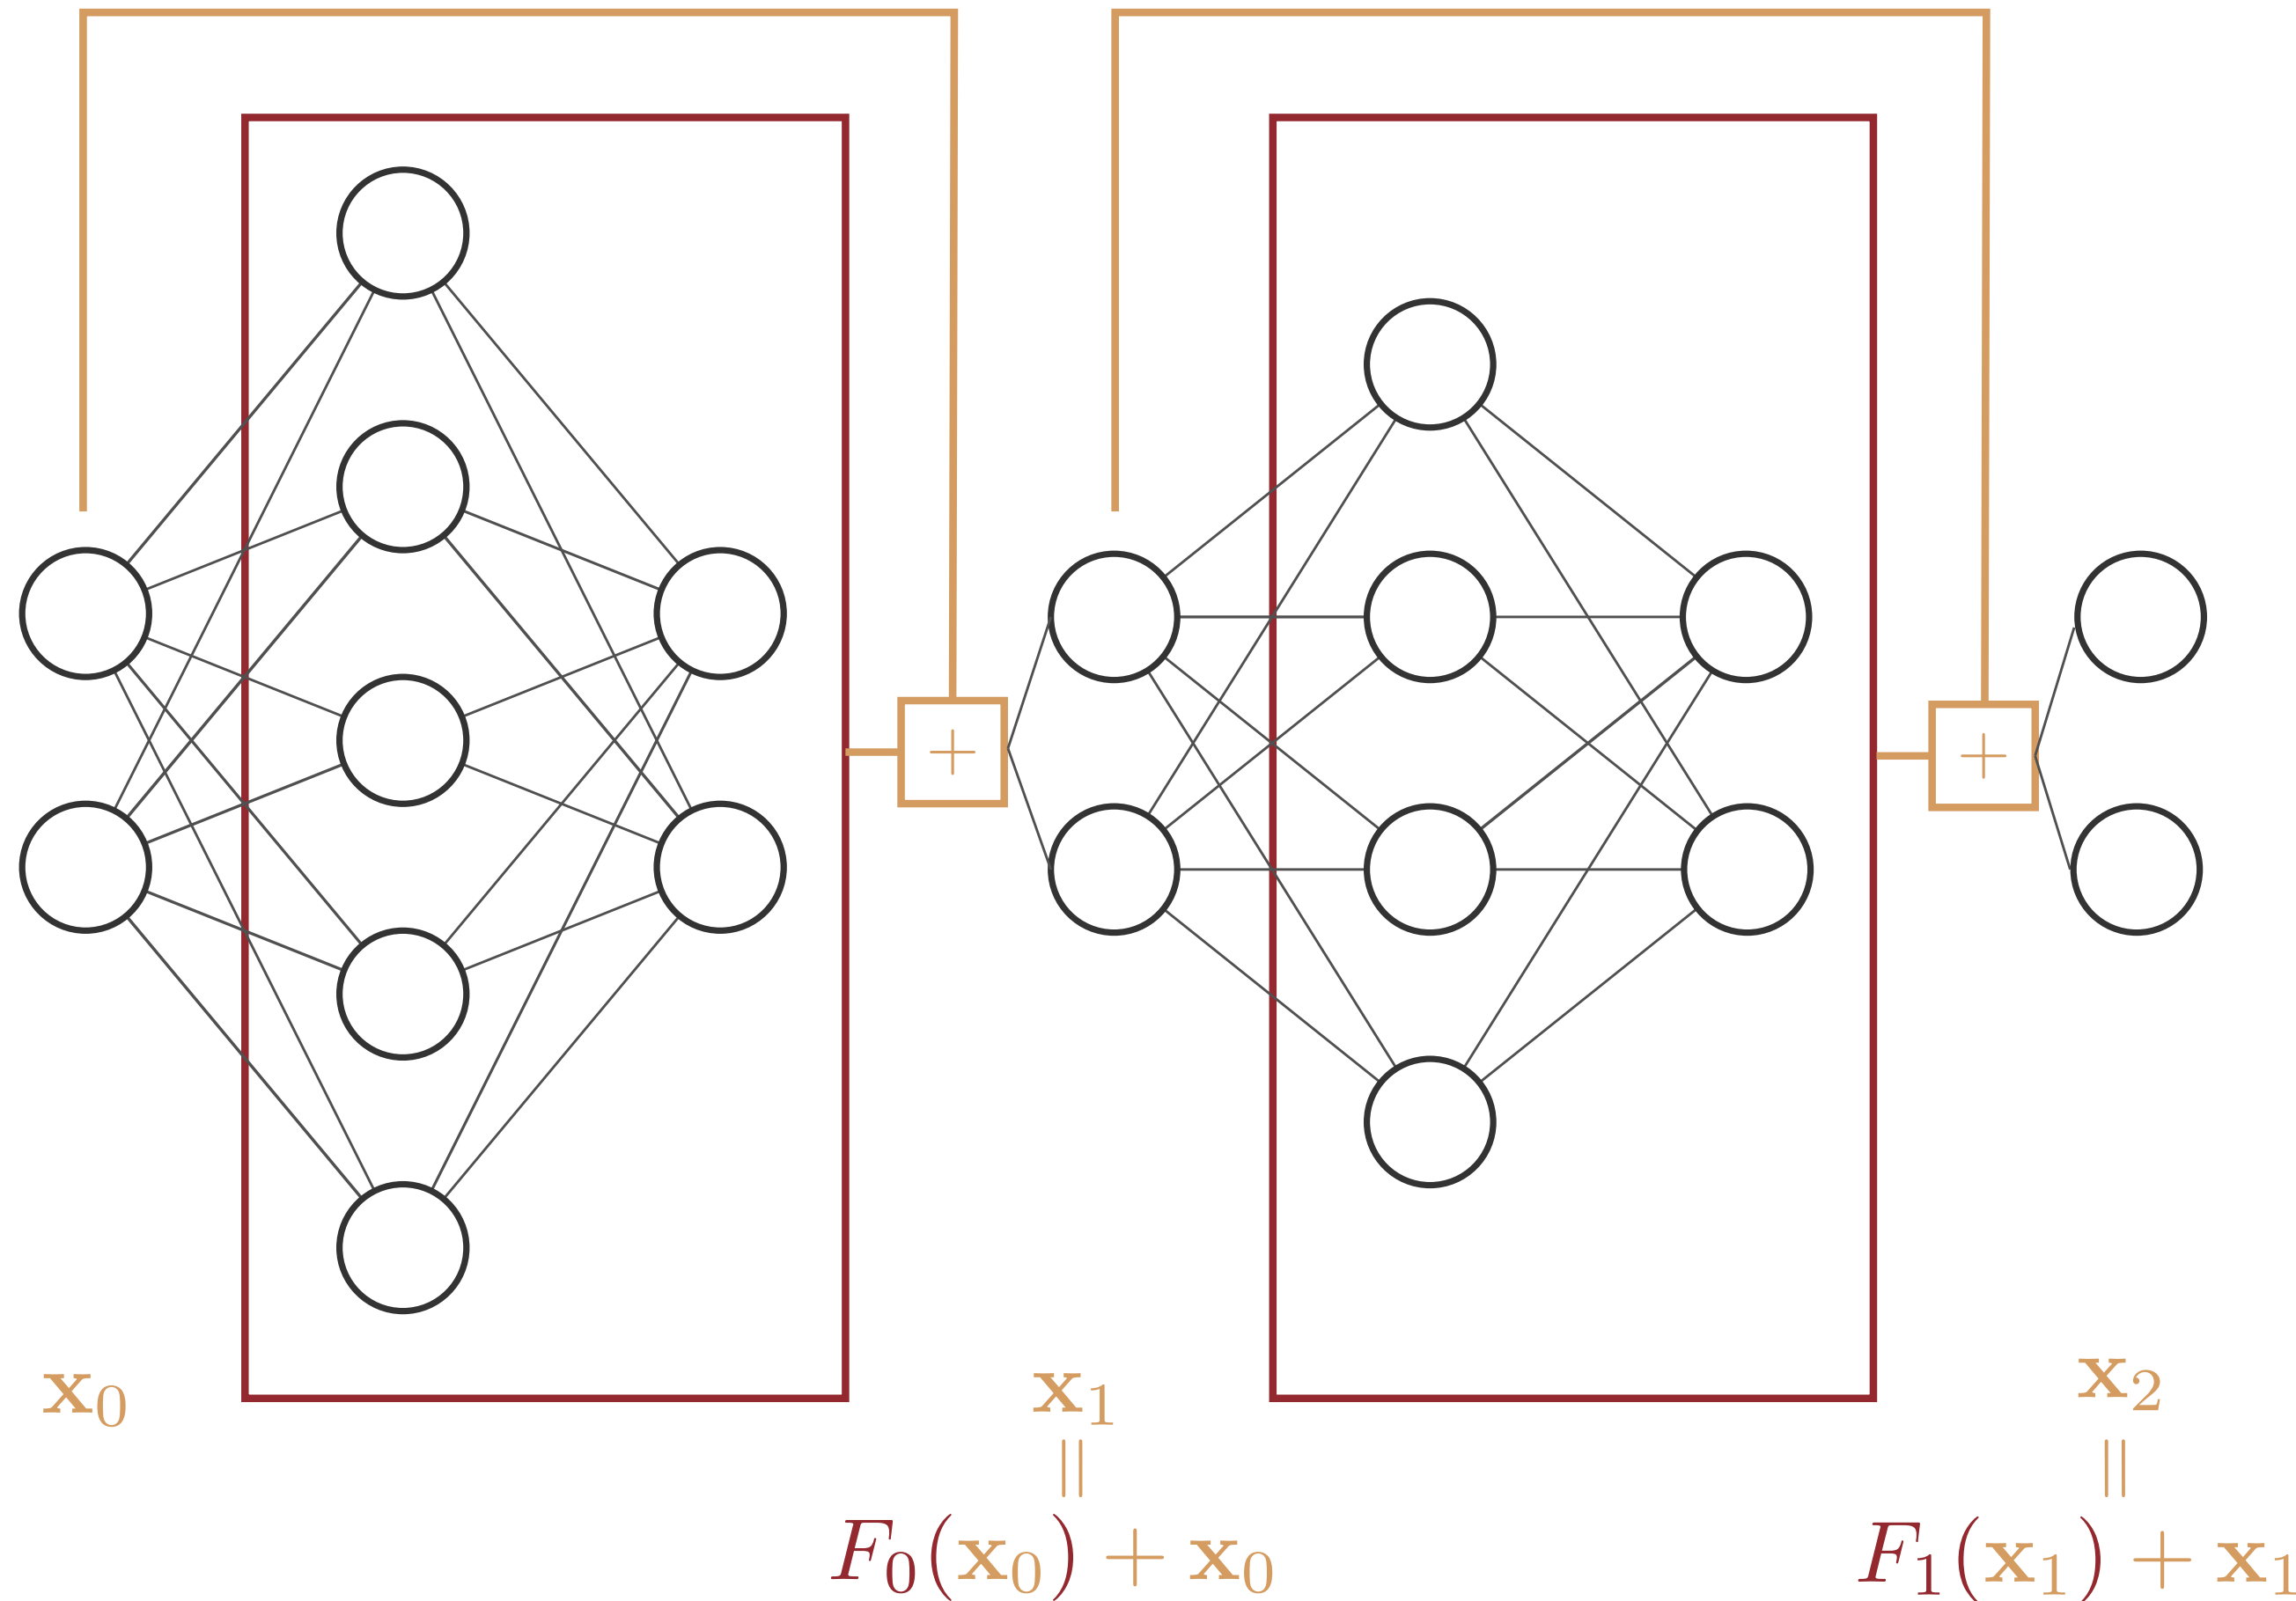 +
+
x₀
x₁
x₂
||
||
F₀(x₀) + x₀
F₁(x₁) + x₁